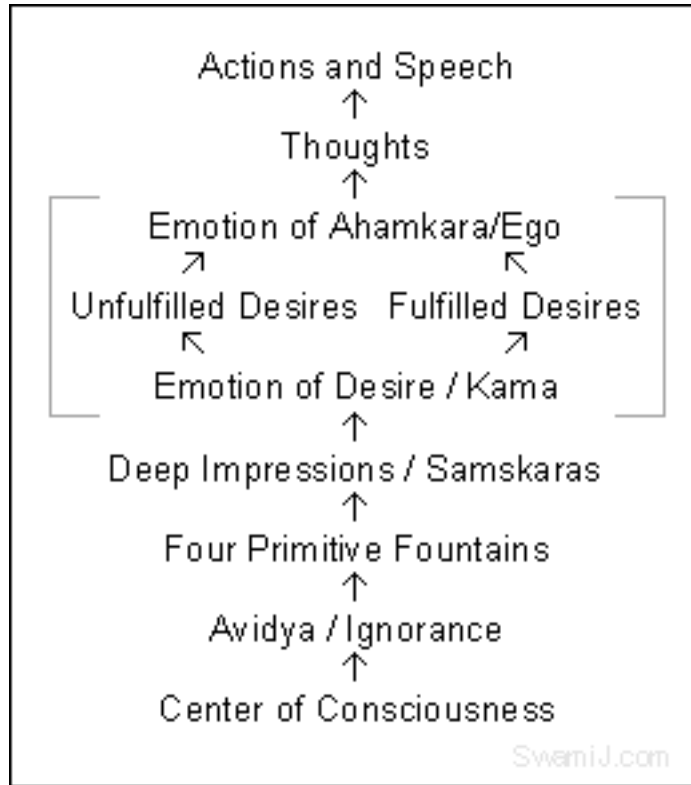 Actions and Speech
Thoughts
Emotion of Ahamkara/Ego
Unfulfilled Desires Fulfilled Desires
Emotion of Desire / Kama
Deep Impressions / Samskaras
Four Primitive Fountains
Avidya / Ignorance
Center of Consciousness
SwamiJ.com